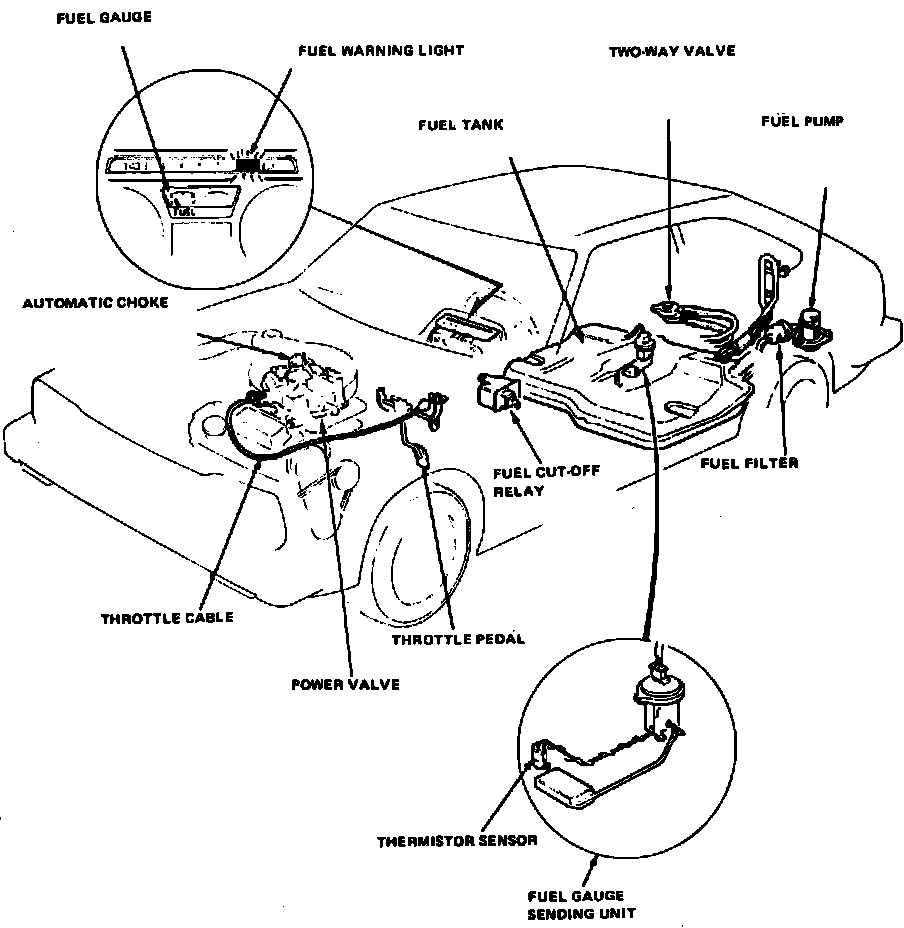 FUEL GAUGE
FUEL WARNING LIGHT
TWO-WAY VALVE
FUEL TANK
FUEL PUMP
FUEL
AUTOMATIC CHOKE
FUEL CUT-OFF
RELAY
FUEL FILTER
THROTTLE CABLE
THROTTLE PEDAL
POWER VALVE
THERMISTOR SENSOR
FUEL GAUGE
SENDING UNIT